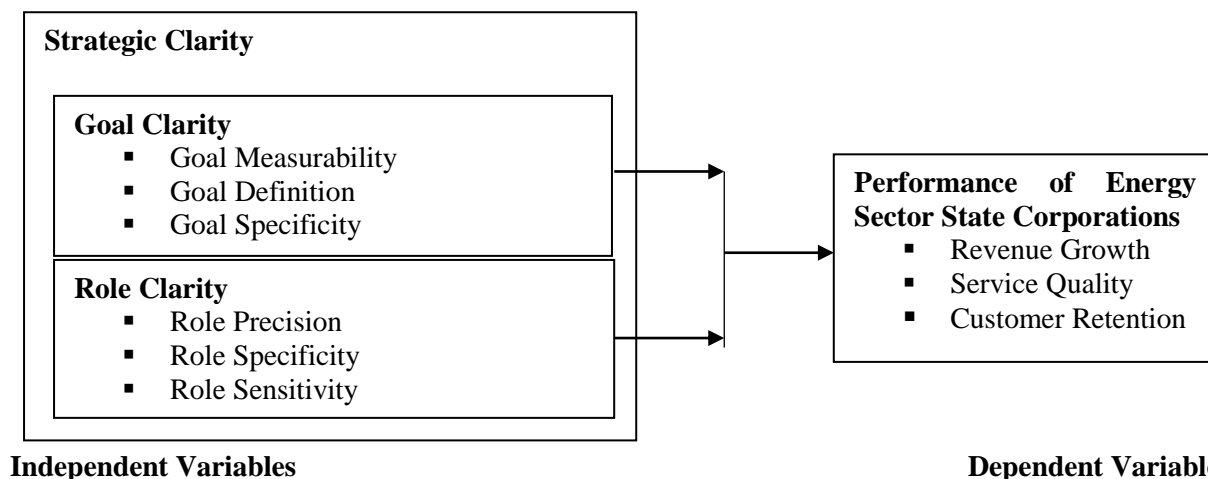 Strategic Clarity
Goal Clarity
▪ Goal Measurability
▪ Goal Definition
▪ Goal Specificity
Role Clarity
▪ Role Precision
▪ Role Specificity
▪ Role Sensitivity
Performance of Energy
Sector State Corporations
▪ Revenue Growth
▪ Service Quality
▪ Customer Retention
Independent Variables
Dependent Variable